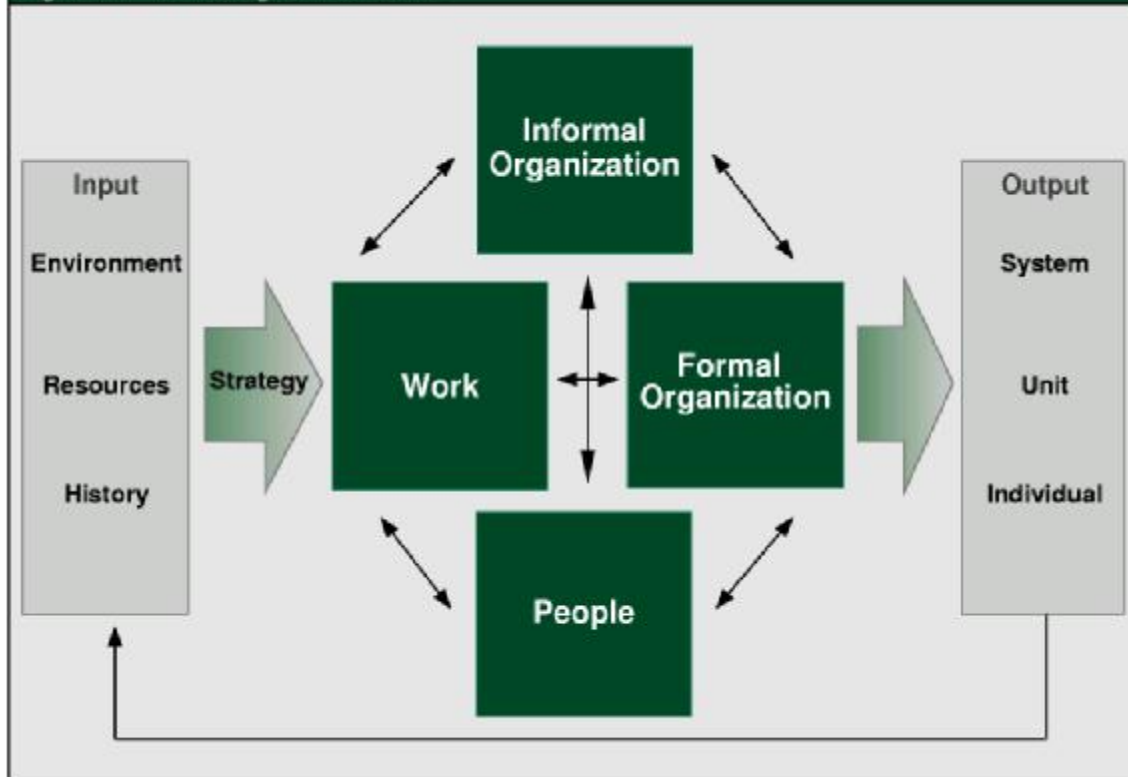 Input
Environment
Resources
History
Strategy
Informal
Organization
Work
Formal
Organization
People
Output
System
Unit
Individual